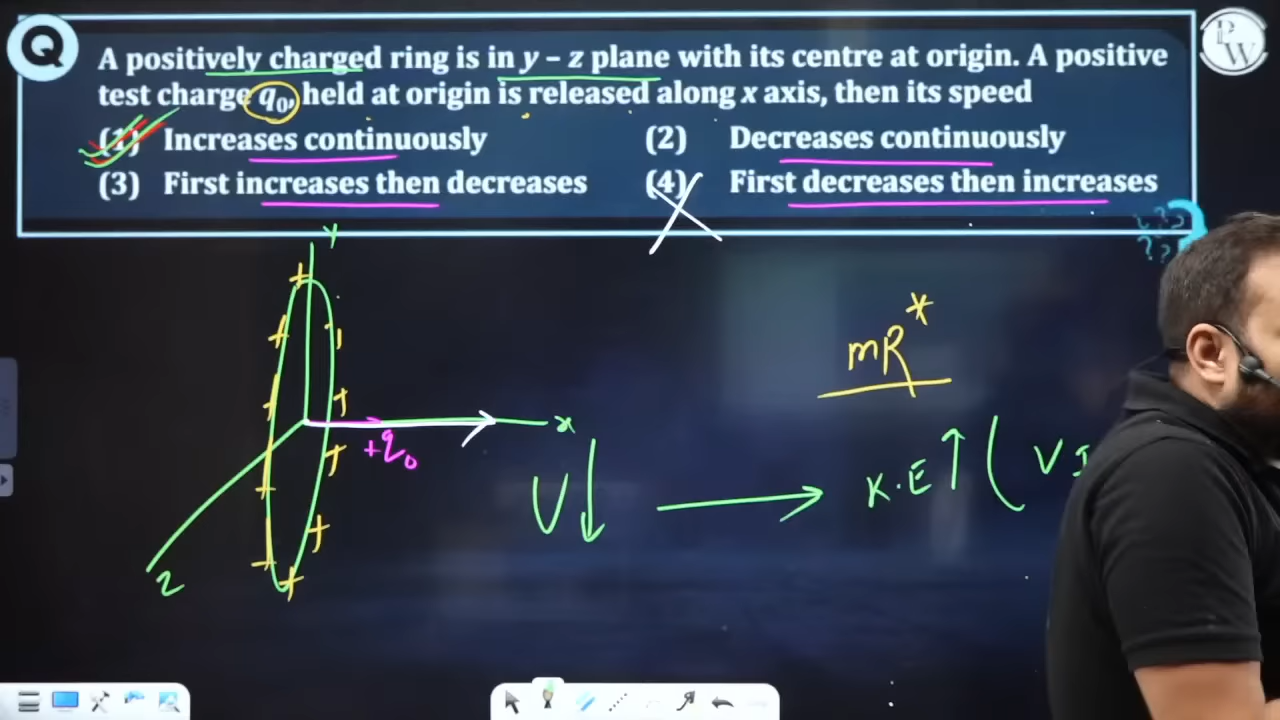 Q
A positively charged ring is in y – z plane with its centre at origin. A positive
test charge q0, held at origin is released along x axis, then its speed
(1) Increases continuously
(2) Decreases continuously
(3) First increases then decreases
(4) First decreases then increases
PW
???
???
Y
+q0
x
z
U↓ → K.E↑ (
mR*